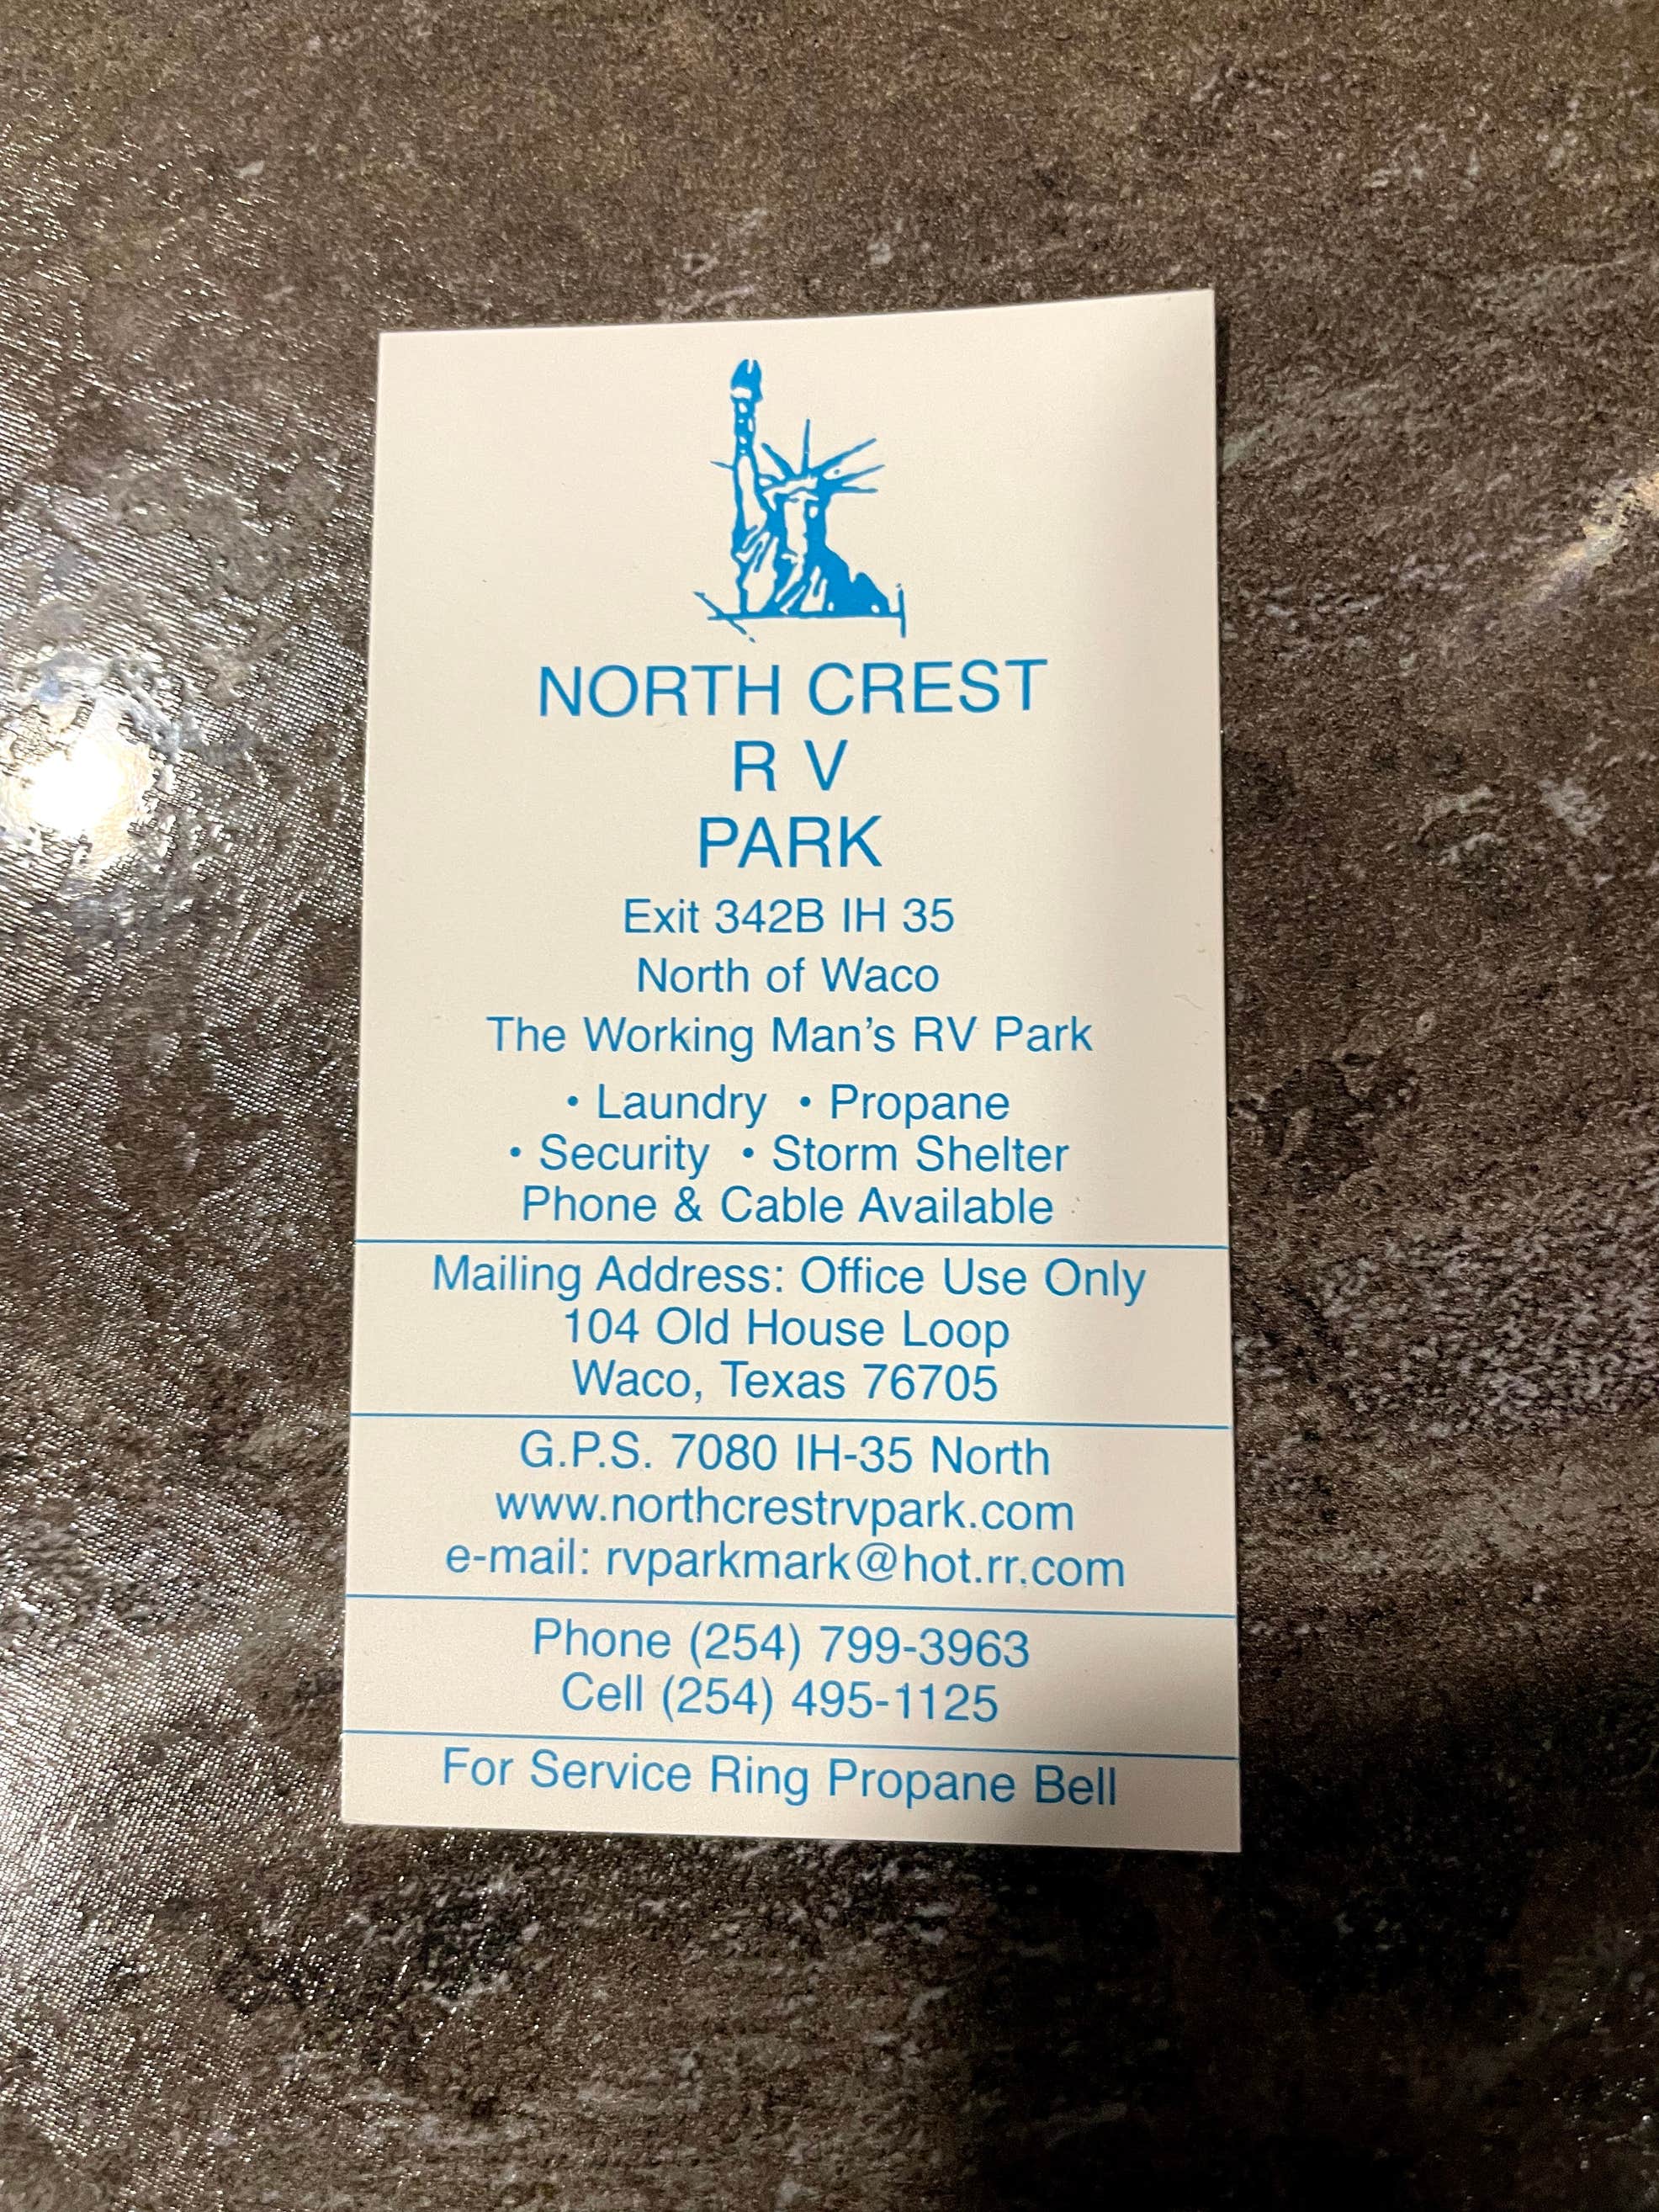 NORTH CREST
R V
PARK
Exit 342B IH 35
North of Waco
The Working Man's RV Park
• Laundry • Propane
• Security • Storm Shelter
Phone & Cable Available
Mailing Address: Office Use Only
104 Old House Loop
Waco, Texas 76705
G.P.S. 7080 IH-35 North
www.northcrestrvpark.com
e-mail: rvparkmark@hot.rr.com
Phone (254) 799-3963
Cell (254) 495-1125
For Service Ring Propane Bell